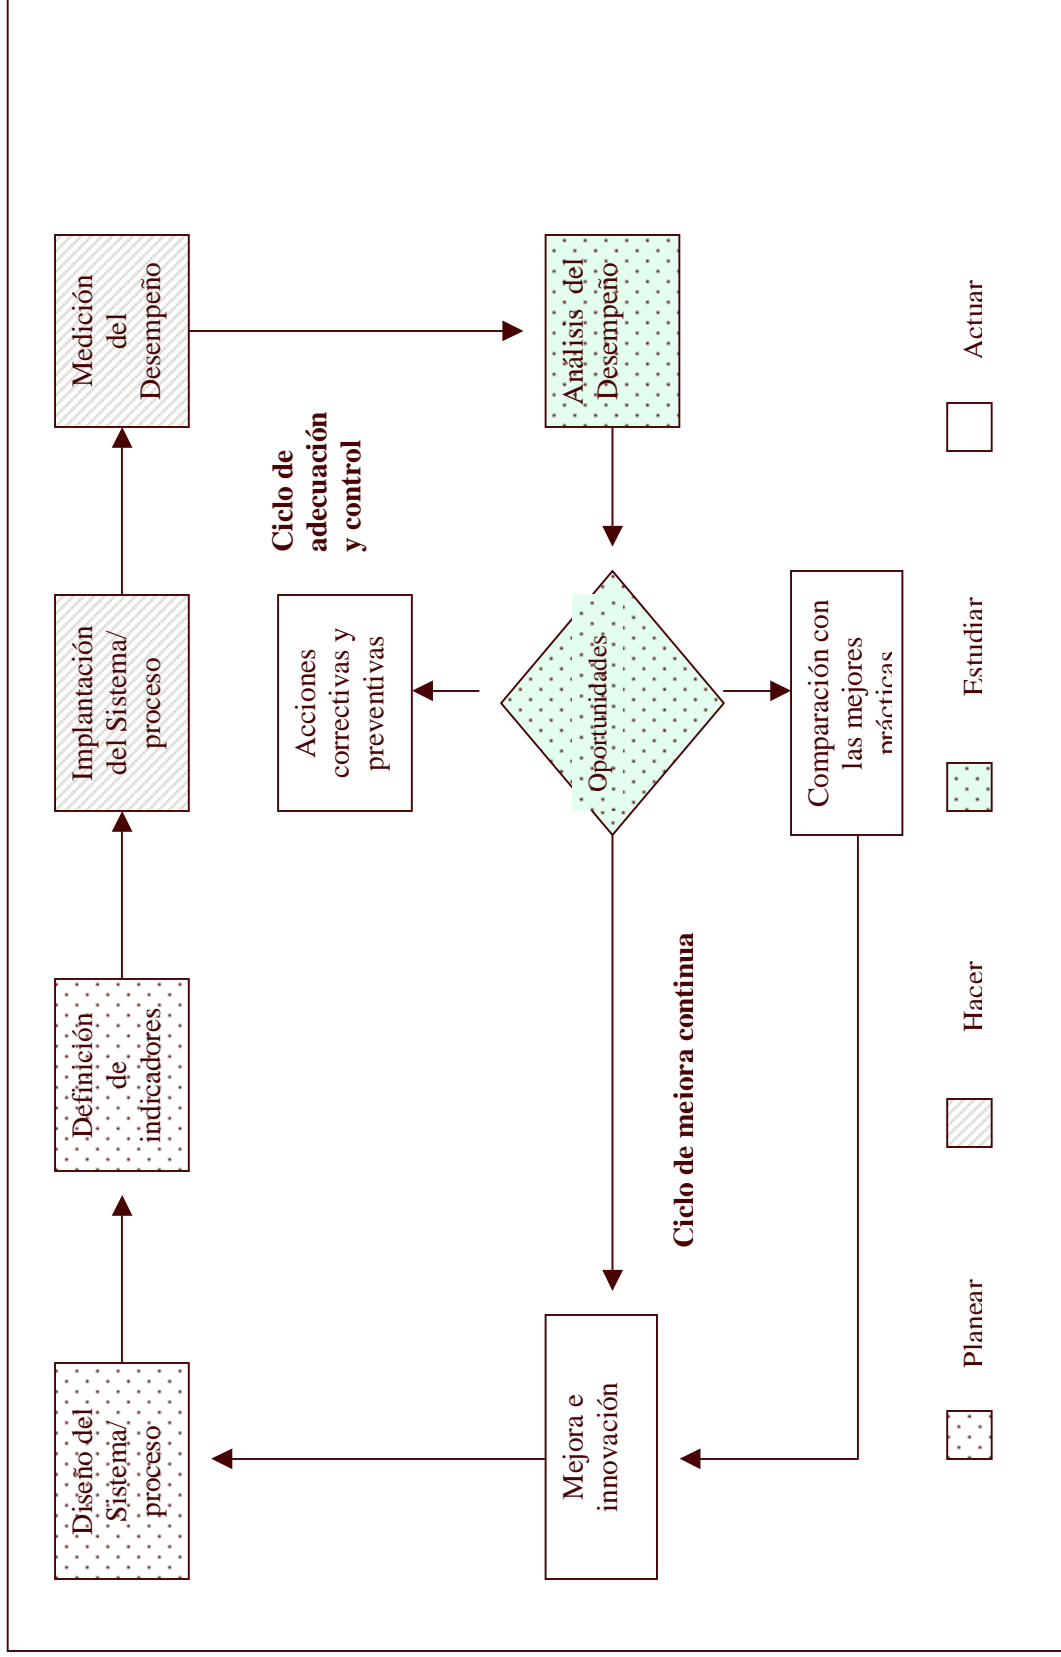 Diseño del
Sistema/
proceso
Definición
de
indicadores
Implantación
del Sistema/
proceso
Medición
del
Desempeño
Acciones
correctivas y
preventivas
Ciclo de
adecuación
y control
Mejora e
innovación
Oportunidades
Análisis del
Desempeño
Ciclo de mejora continua
Comparación con
las mejores
prácticas
Planear
Hacer
Estudiar
Actuar